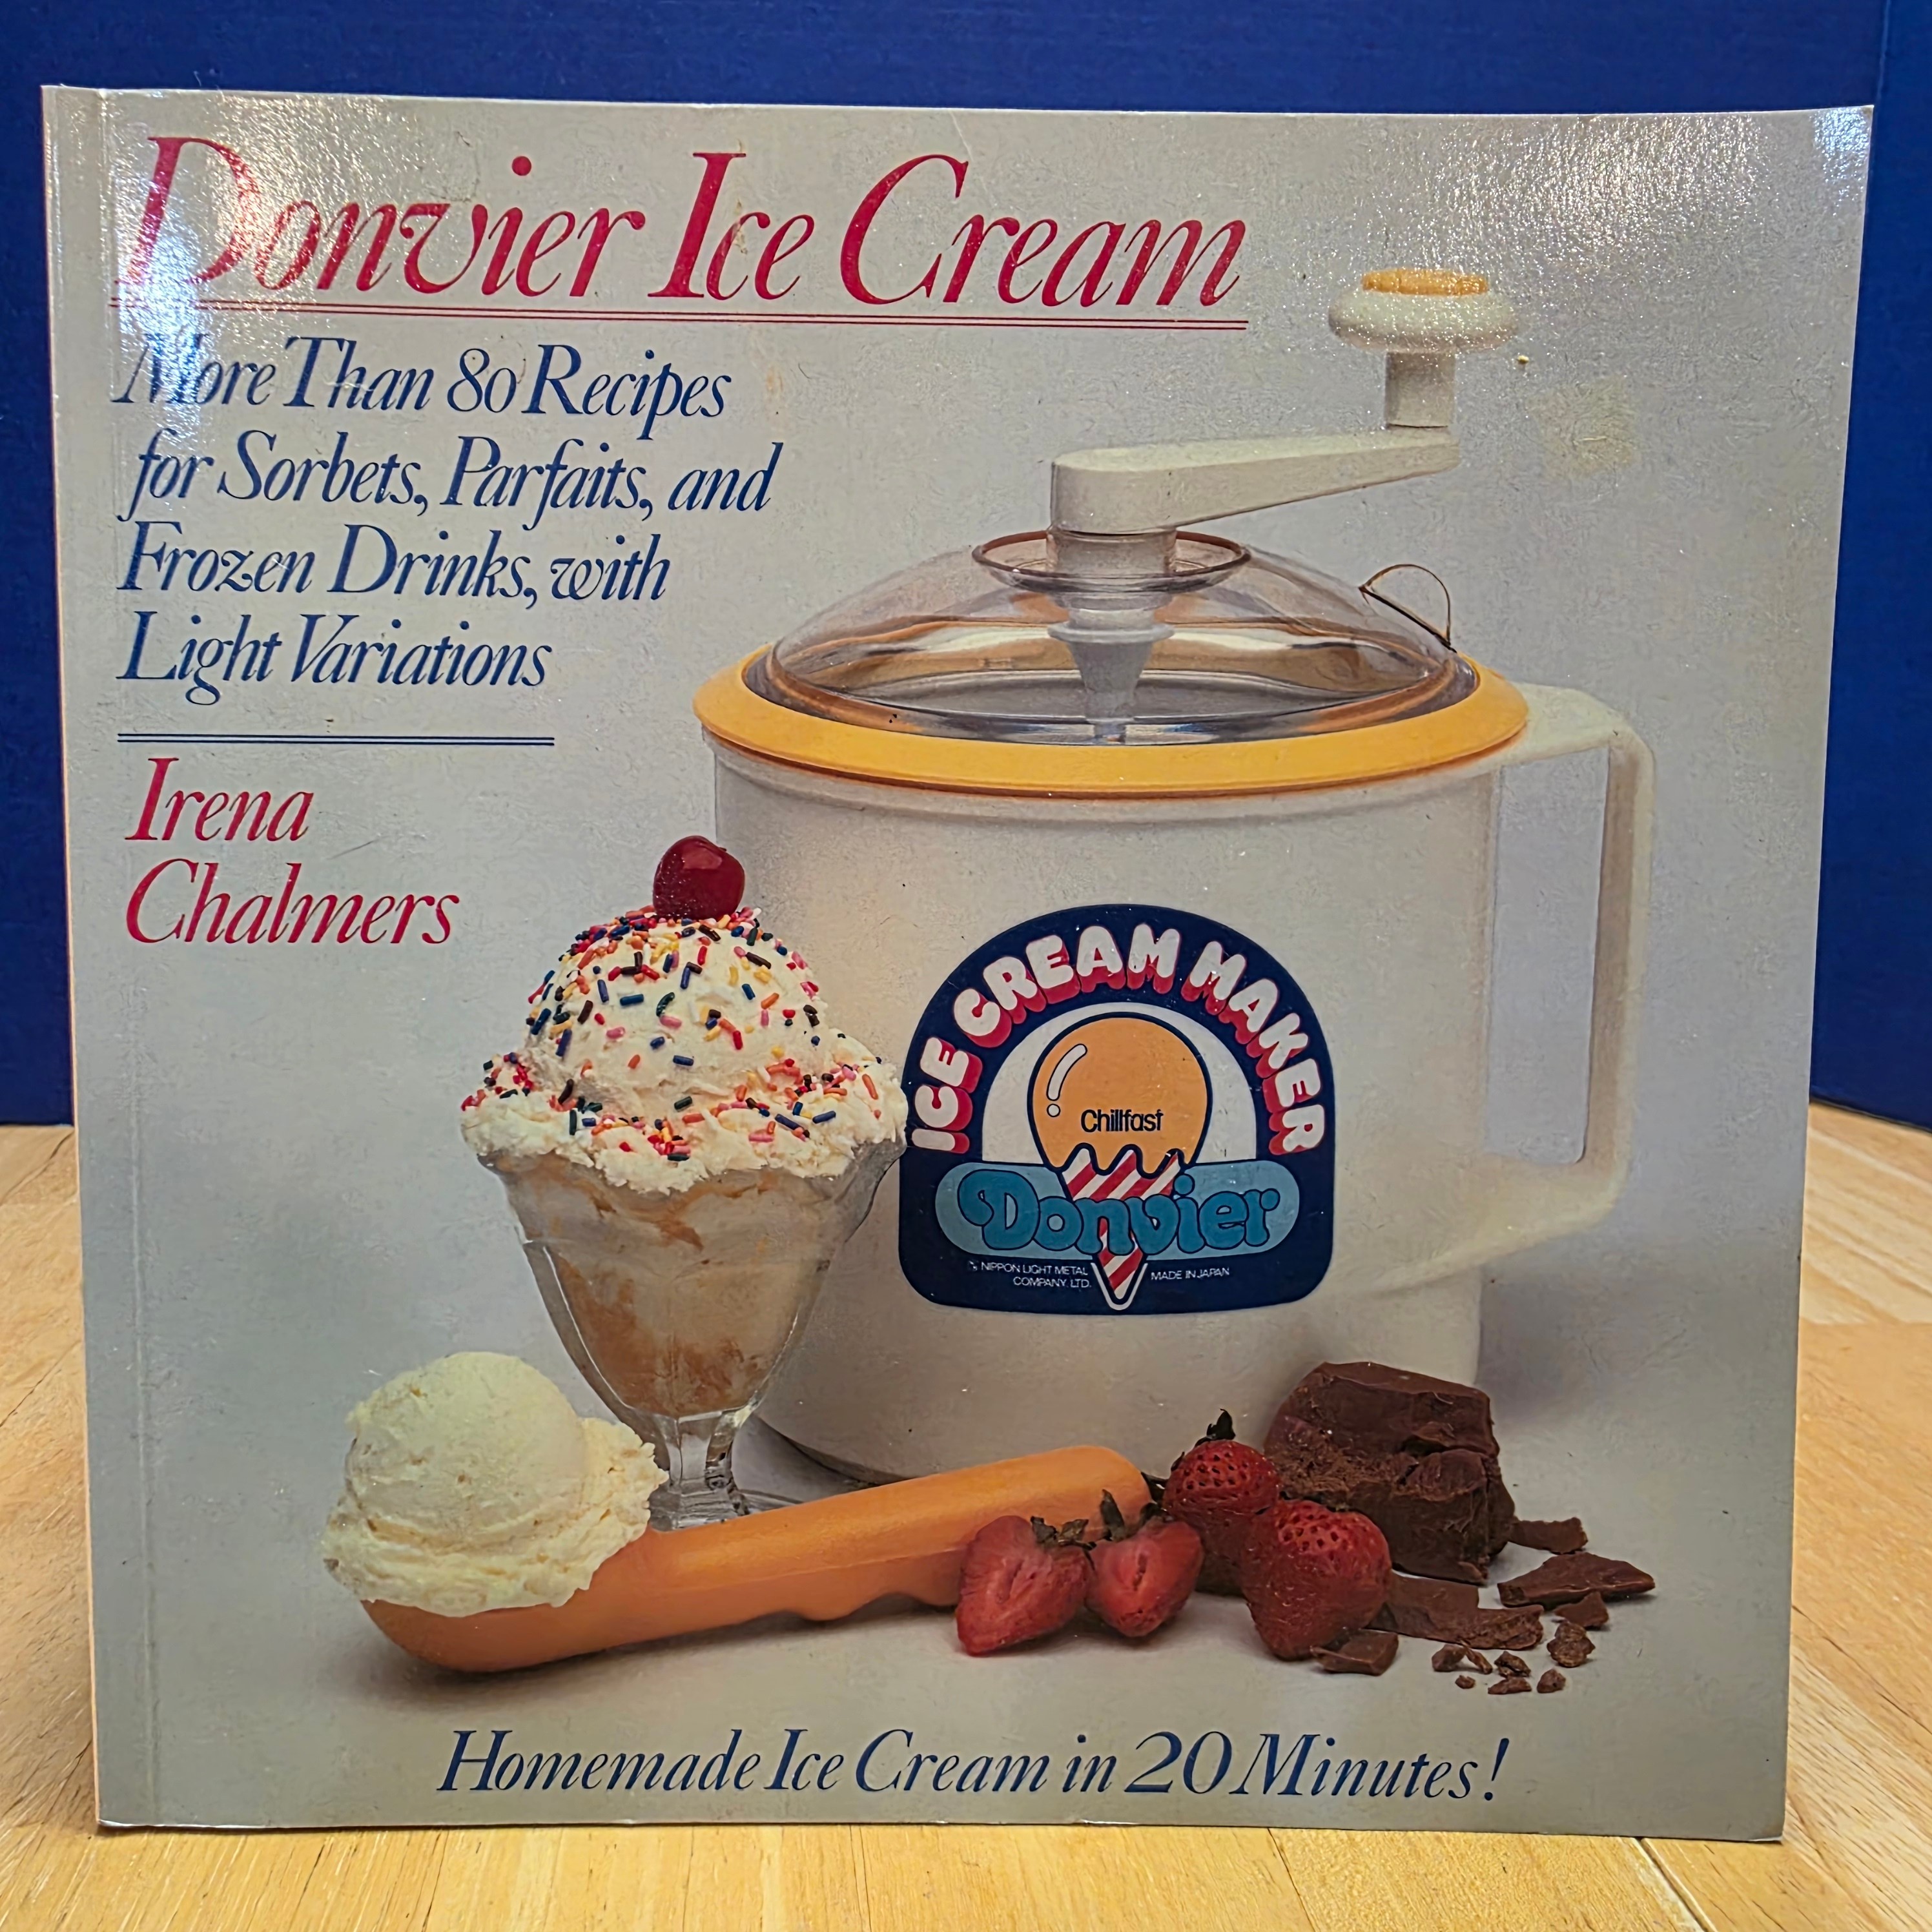 Donvier Ice Cream
More Than 80 Recipes
for Sorbets, Parfaits, and
Frozen Drinks, with
Light Variations
Irena
Chalmers
ICE CREAM MAKER
Chillfast
Donvier
NIPPON LIGHT METAL
COMPANY LTD.
MADE IN JAPAN
Homemade Ice Cream in 20 Minutes!